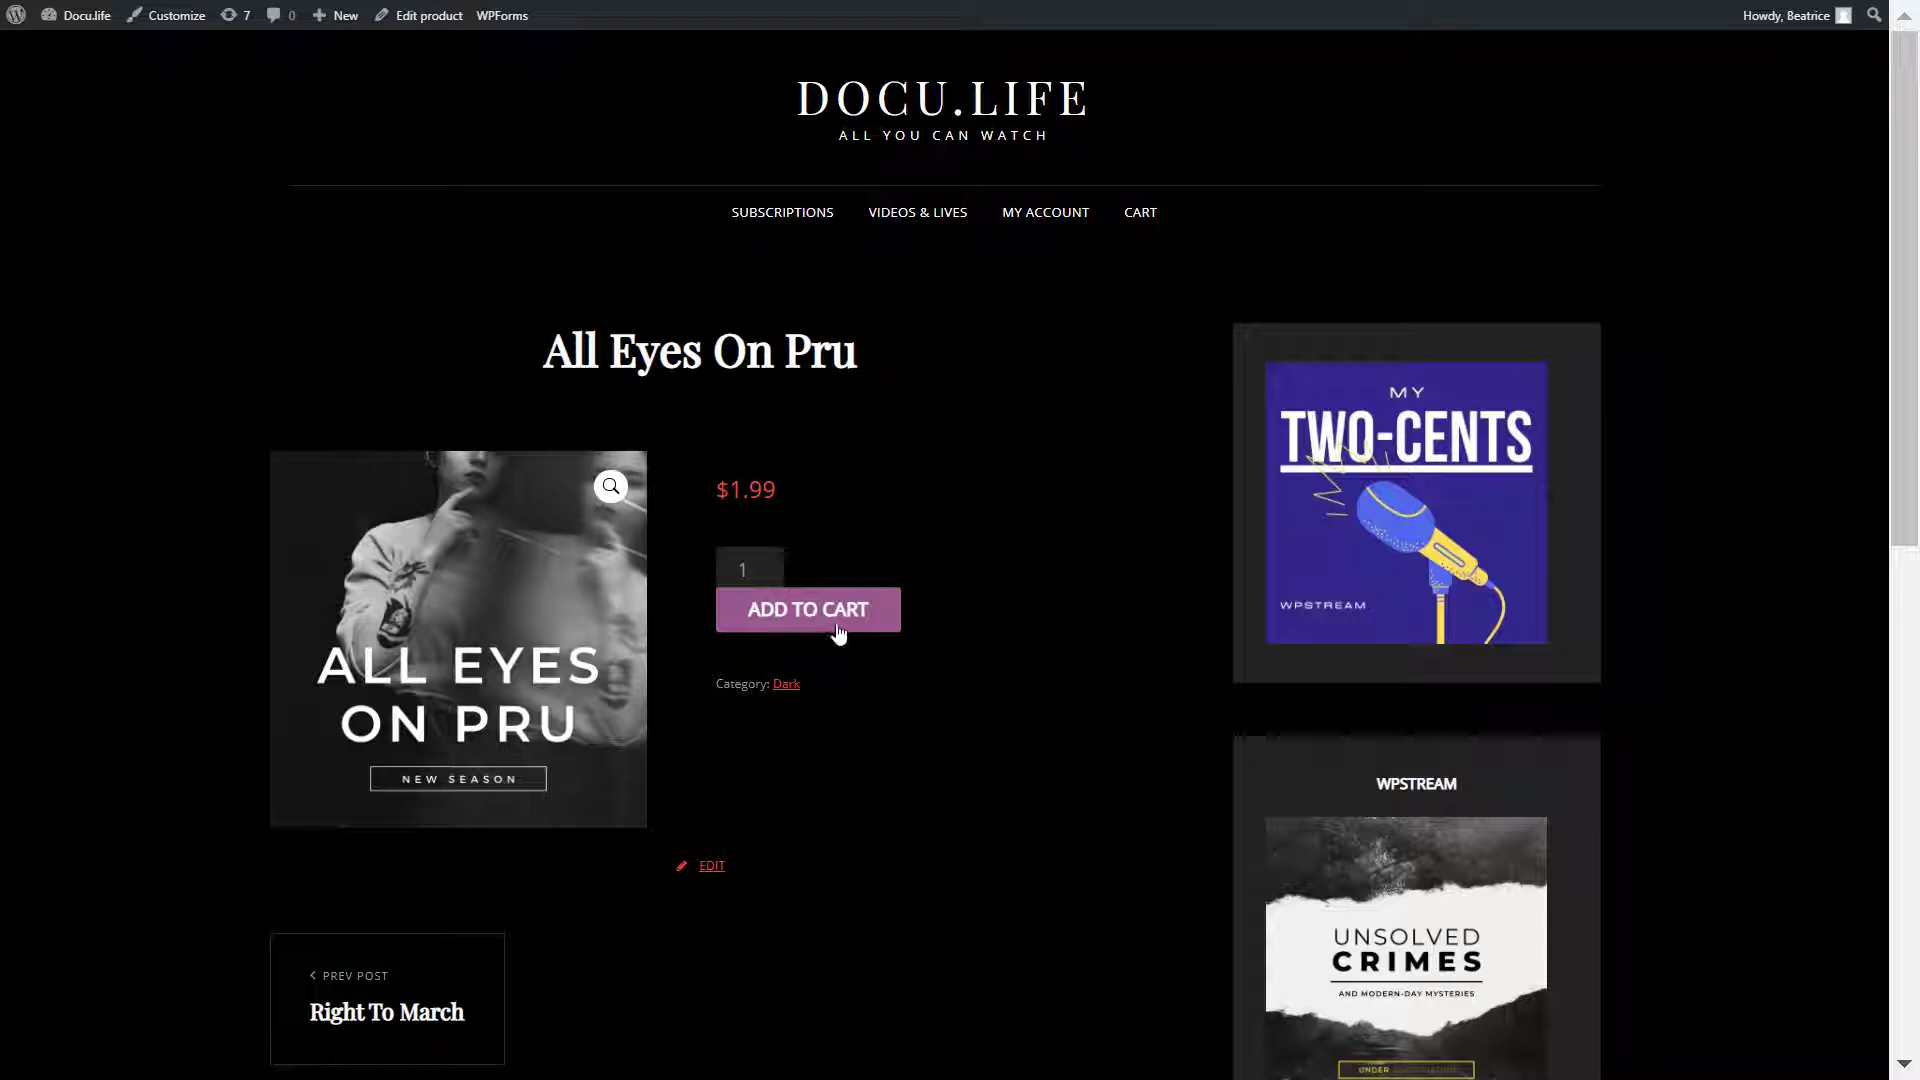 Docu.life
Customize
7
0
New
Edit product
WPForms
Howdy, Beatrice
DOCU.LIFE
ALL YOU CAN WATCH
SUBSCRIPTIONS
VIDEOS & LIVES
MY ACCOUNT
CART
All Eyes On Pru
ALL EYES
ON PRU
NEW SEASON
$1.99
1
ADD TO CART
Category: Dark
EDIT
PREV POST
Right To March
MY
TWO-CENTS
WPSTREAM
WPSTREAM
UNSOLVED
CRIMES
AND MODERN-DAY MYSTERIES
UNDER